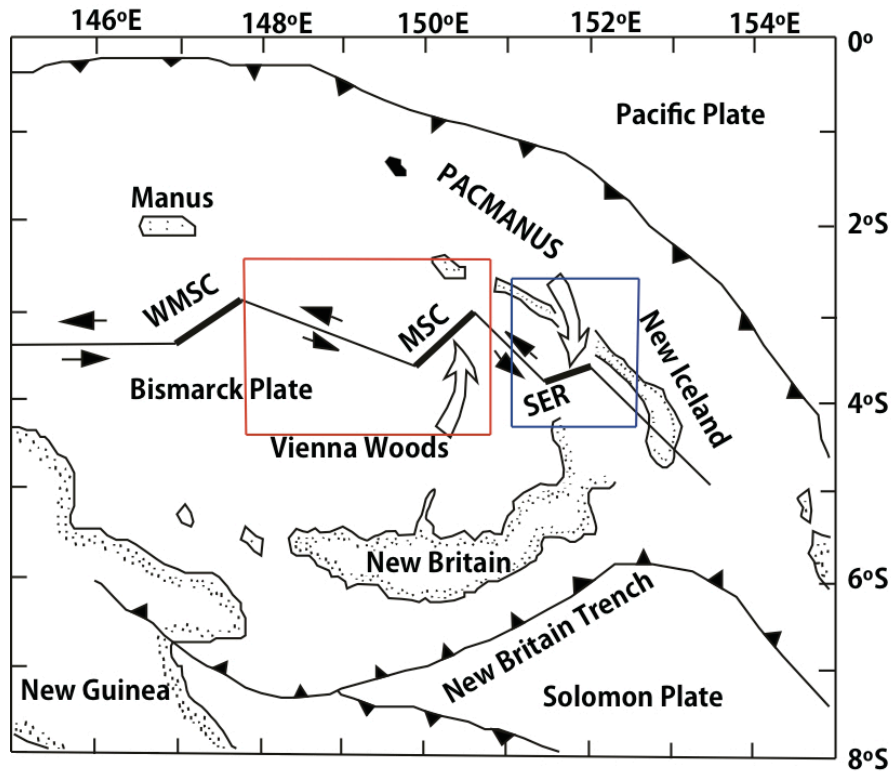 146ºE 148ºE 150ºE 152ºE 154ºE
0º
Pacific Plate
PACMANUS
Manus
2ºS
WMSC
MSC
New Iceland
Bismarck Plate
SER
4ºS
Vienna Woods
New Britain
6ºS
New Britain Trench
New Guinea
Solomon Plate
8ºS